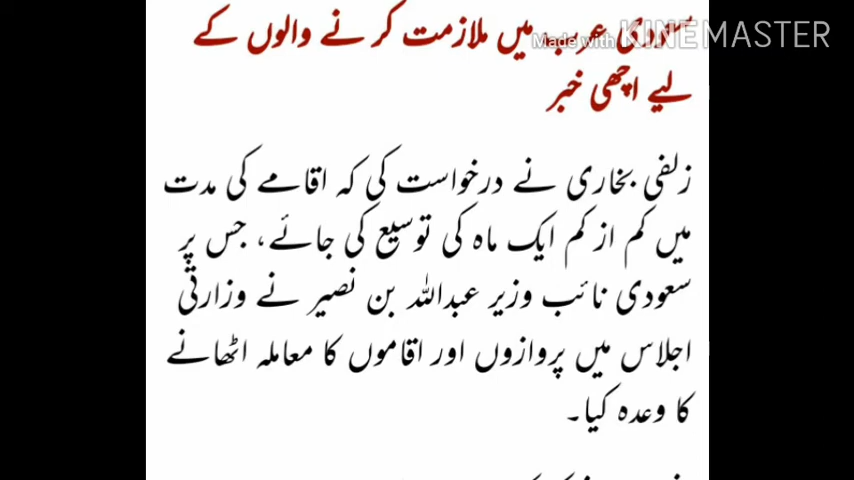 سعودی عرب میں ملازمت کرنے والوں کے
Made with KINEMASTER
لیے اچھی خبر
زلفی بخاری نے درخواست کی کہ اقامے کی مدت
میں کم از کم ایک ماہ کی توسیع کی جائے، جس پر
سعودی نائب وزیر عبداللہ بن نصیر نے وزارتی
اجلاس میں پروازوں اور اقاموں کا معاملہ اٹھانے
کا وعدہ کیا۔